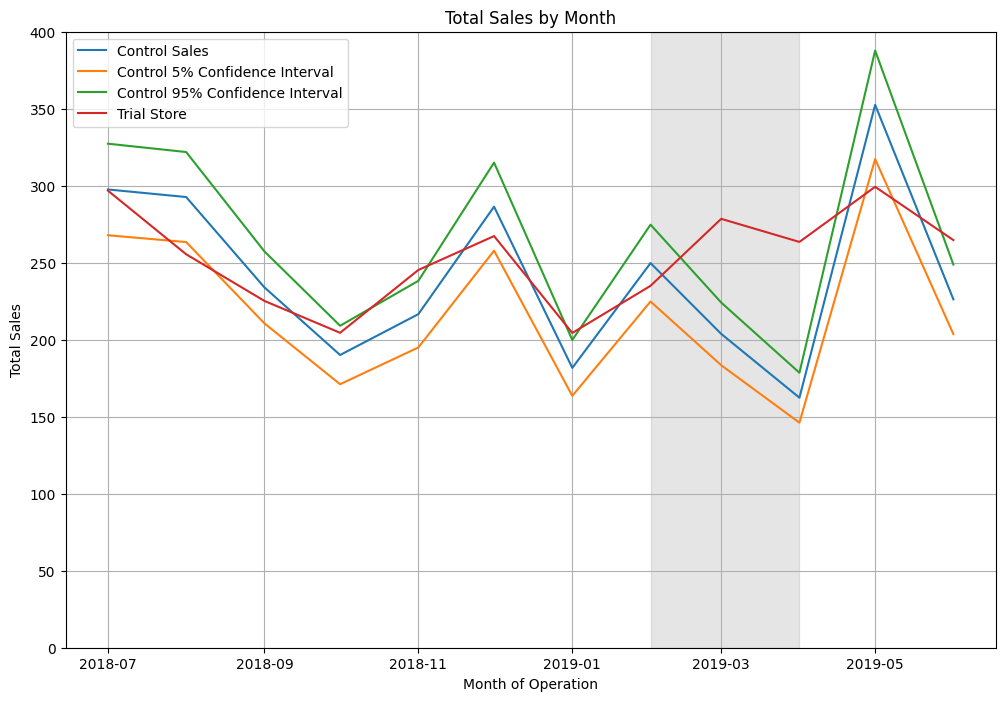 Total Sales by Month
Control Sales
Control 5% Confidence Interval
Control 95% Confidence Interval
Trial Store
400
350
300
250
200
150
100
50
0
Total Sales
2018-07 2018-09 2018-11 2019-01 2019-03 2019-05
Month of Operation